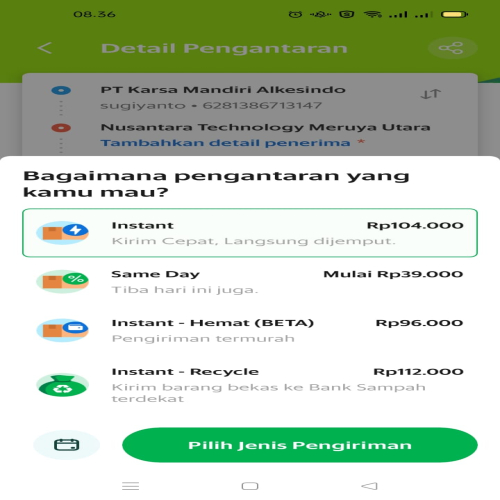 08.36
Detail Pengantaran
PT Karsa Mandiri Alkesindo
sugiyanto • 6281386713147
Nusantara Technology Meruya Utara
Tambahkan detail penerima *
Bagaimana pengantaran yang
kamu mau?
Instant Rp104.000
Kirim Cepat, Langsung dijemput.
Same Day Mulai Rp39.000
Tiba hari ini juga.
Instant - Hemat (BETA) Rp96.000
Pengiriman termurah
Instant - Recycle Rp112.000
Kirim barang bekas ke Bank Sampah
terdekat
Pilih Jenis Pengiriman